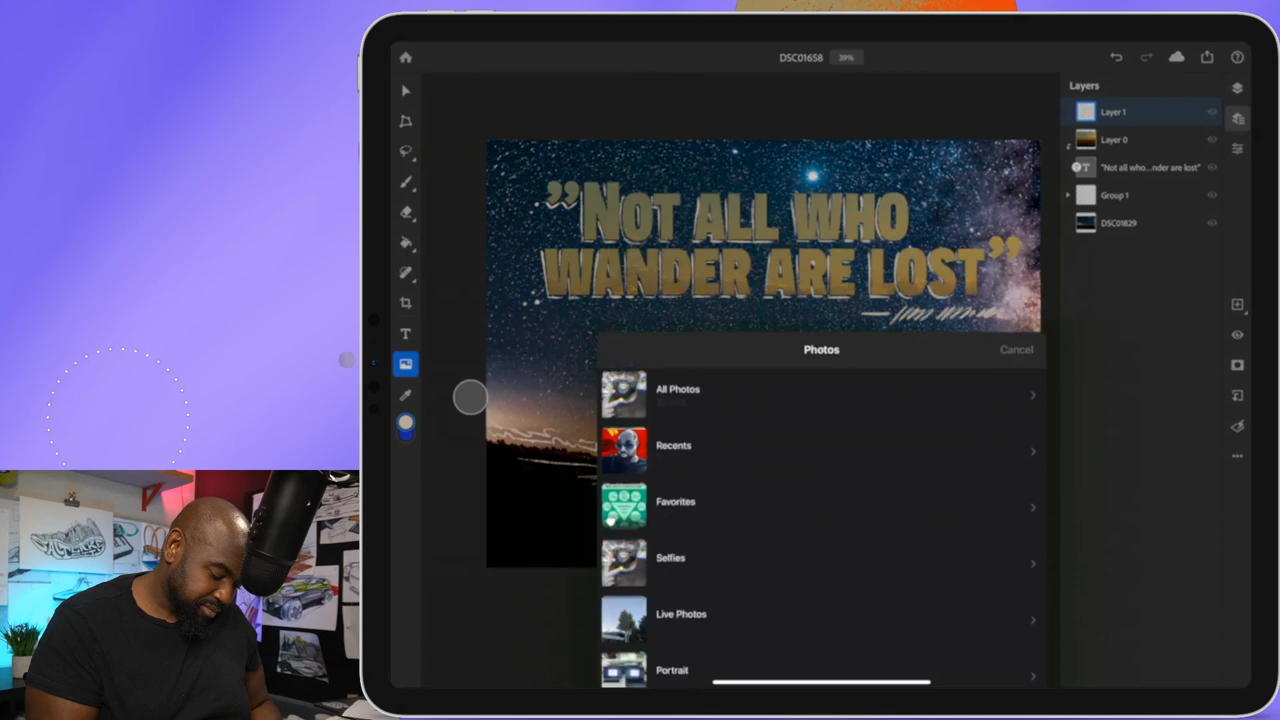 DSC01658
39%
Layers
Layer 1
Layer 0
"Not all who...nder are lost"
Group 1
DSC01829
”NOT ALL WHO
WANDER ARE LOST”
Photos
Cancel
All Photos
Recents
Favorites
Selfies
Live Photos
Portrait
T
T
?